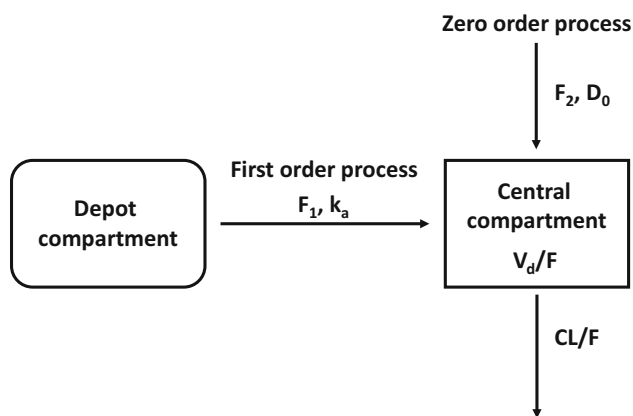 Zero order process
F₂, D₀
First order process
F₁, kₐ
Depot
compartment
Central
compartment
V_d/F
CL/F